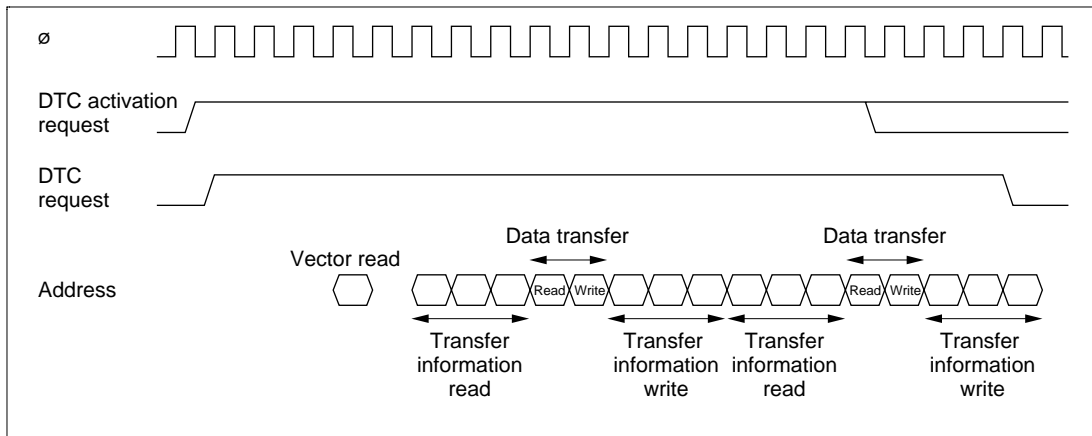 ø
DTC activation
request
DTC
request
Data transfer Data transfer
Vector read
Address
Read Write Read Write
Transfer Transfer Transfer Transfer
information information information information
read write read write